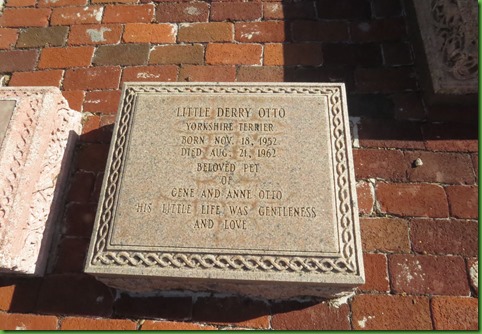 LITTLE DERRY OTTO
YORKSHIRE TERRIER
BORN NOV. 18, 1952
DIED AUG. 21, 1962
BELOVED PET
OF
GENE AND ANNE OTTO
HIS LITTLE LIFE WAS GENTLENESS
AND LOVE